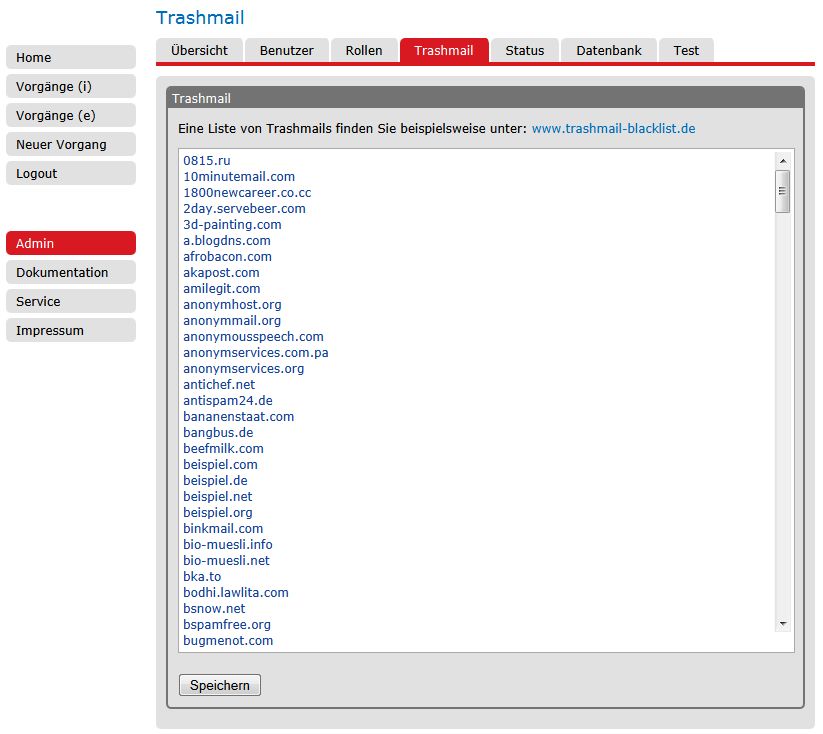 Trashmail
Home
Vorgänge (i)
Vorgänge (e)
Neuer Vorgang
Logout
Admin
Dokumentation
Service
Impressum
Übersicht Benutzer Rollen Trashmail Status Datenbank Test
Trashmail
Eine Liste von Trashmails finden Sie beispielsweise unter: www.trashmail-blacklist.de
0815.ru
10minutemail.com
1800newcareer.co.cc
2day.servebeer.com
3d-painting.com
a.blogdns.com
afrobacon.com
akapost.com
amilegit.com
anonymhost.org
anonymmail.org
anonymousspeech.com
anonymservices.com.pa
anonymservices.org
antichef.net
antispam24.de
bananenstaat.com
bangbus.de
beefmilk.com
beispiel.com
beispiel.de
beispiel.net
beispiel.org
binkmail.com
bio-muesli.info
bio-muesli.net
bka.to
bodhi.lawlita.com
bsnow.net
bspamfree.org
bugmenot.com
Speichern